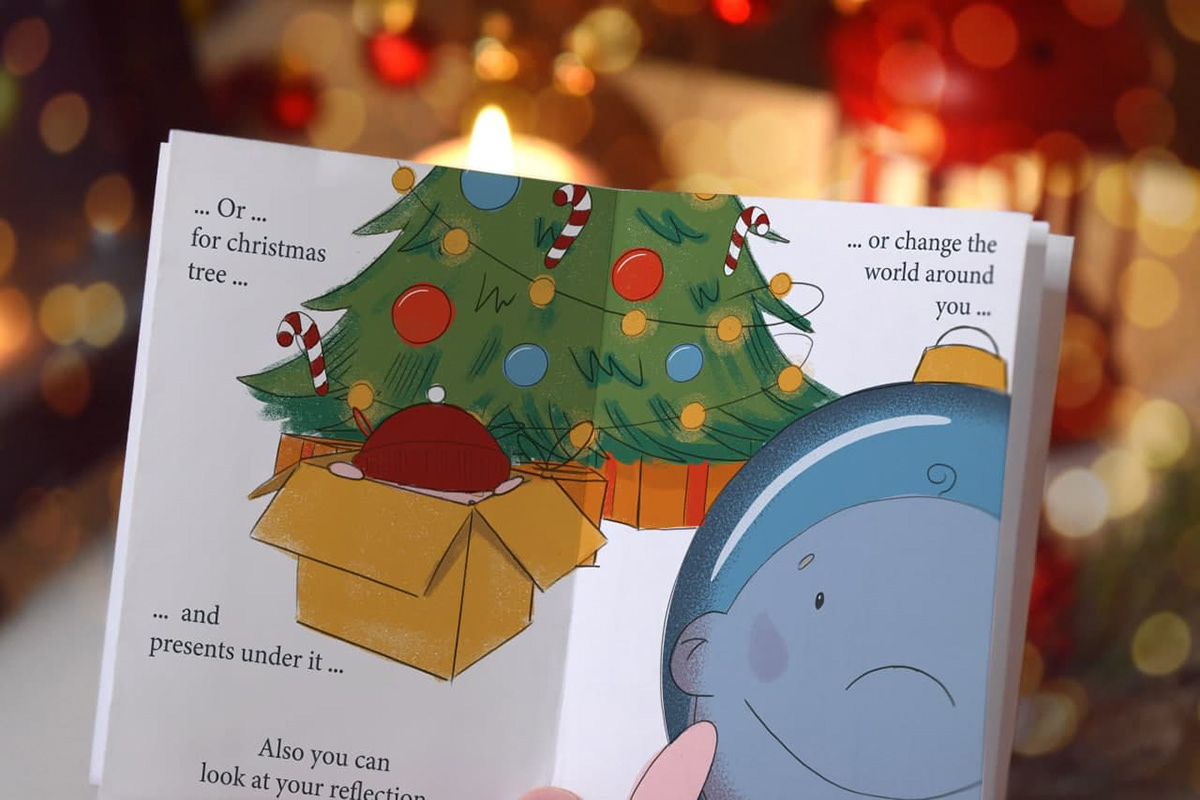 ... Or ...
for christmas
tree ...
... and
presents under it ...
Also you can
look at your reflection
... or change the
world around
you ...